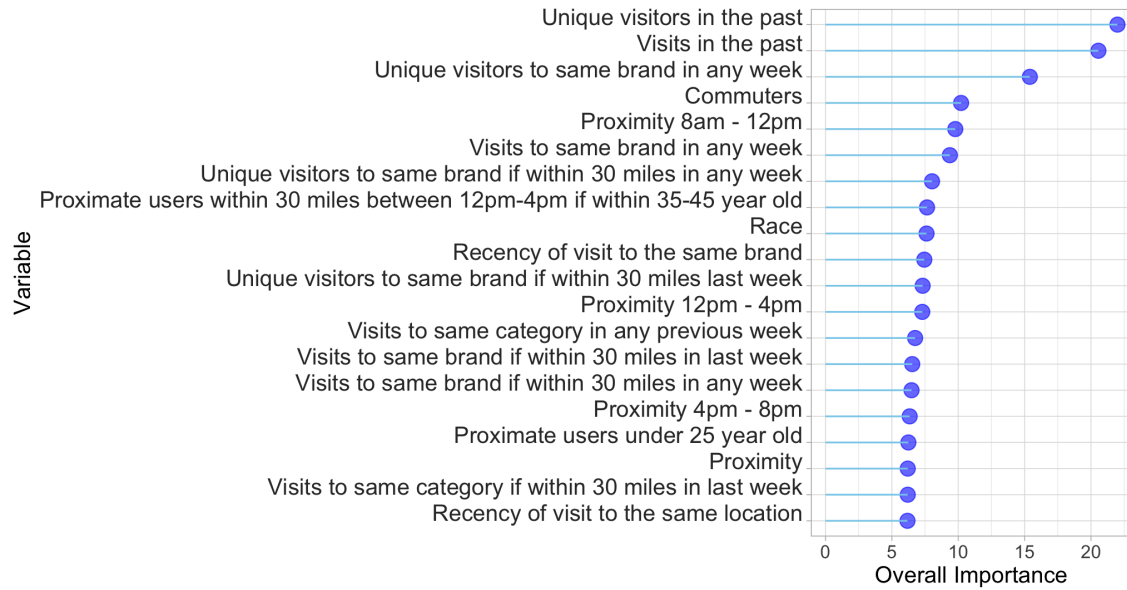 Unique visitors in the past
Visits in the past
Unique visitors to same brand in any week
Commuters
Proximity 8am - 12pm
Visits to same brand in any week
Unique visitors to same brand if within 30 miles in any week
Proximate users within 30 miles between 12pm-4pm if within 35-45 year old
Race
Recency of visit to the same brand
Unique visitors to same brand if within 30 miles last week
Proximity 12pm - 4pm
Visits to same category in any previous week
Visits to same brand if within 30 miles in last week
Visits to same brand if within 30 miles in any week
Proximity 4pm - 8pm
Proximate users under 25 year old
Proximity
Visits to same category if within 30 miles in last week
Recency of visit to the same location
Variable
0 5 10 15 20
Overall Importance